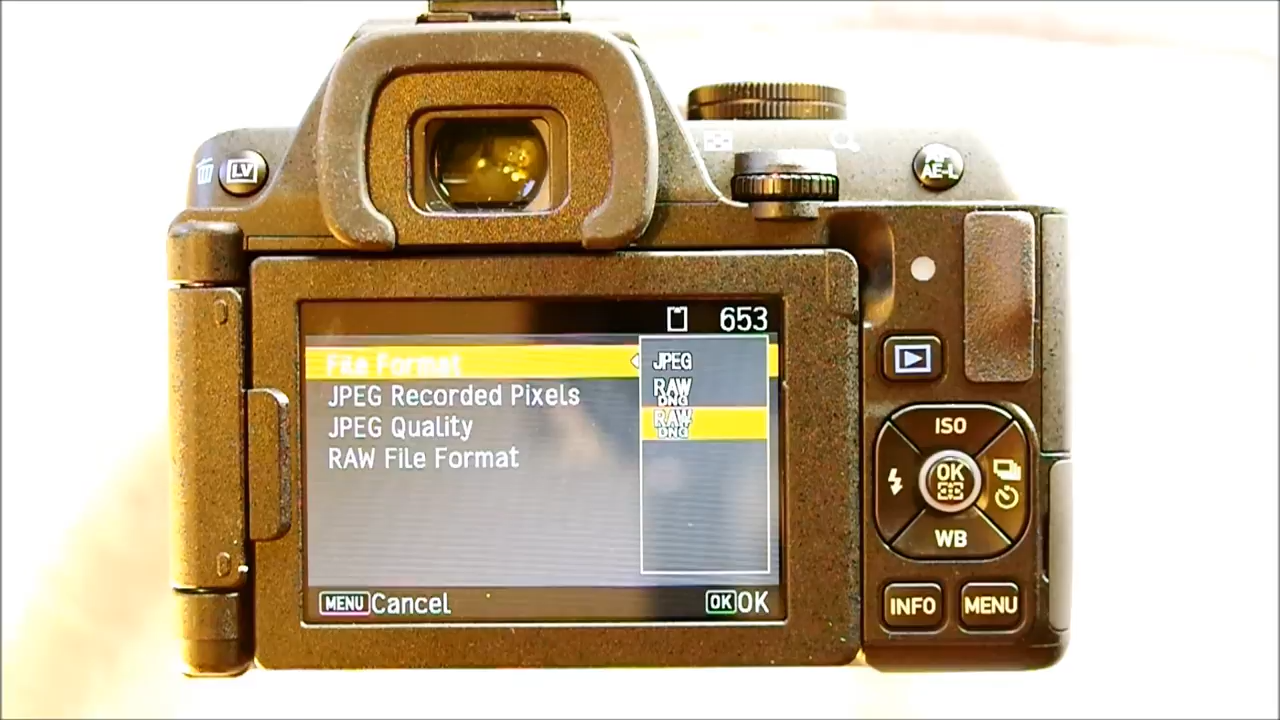 LV
AE-L
653
File Format
JPEG
JPEG Recorded Pixels
RAW
DNG
JPEG Quality
RAW+
DNG
RAW File Format
MENU Cancel
OK OK
ISO
OK
WB
INFO
MENU